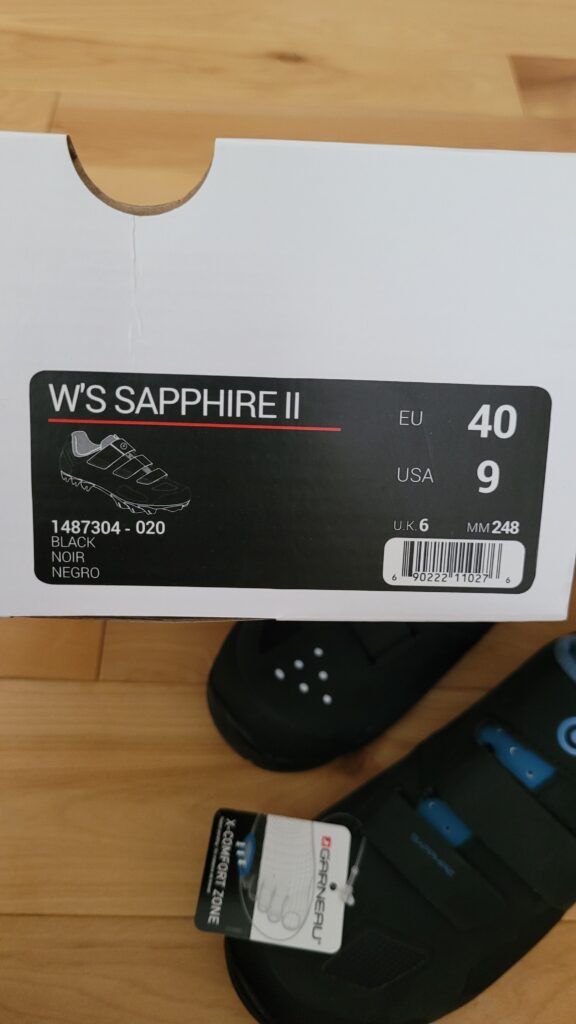 W'S SAPPHIRE II
EU 40
USA 9
1487304 - 020
BLACK
NOIR
NEGRO
U.K. 6 MM 248
6 90222 11027 6
GARNEAU
X-COMFORT ZONE